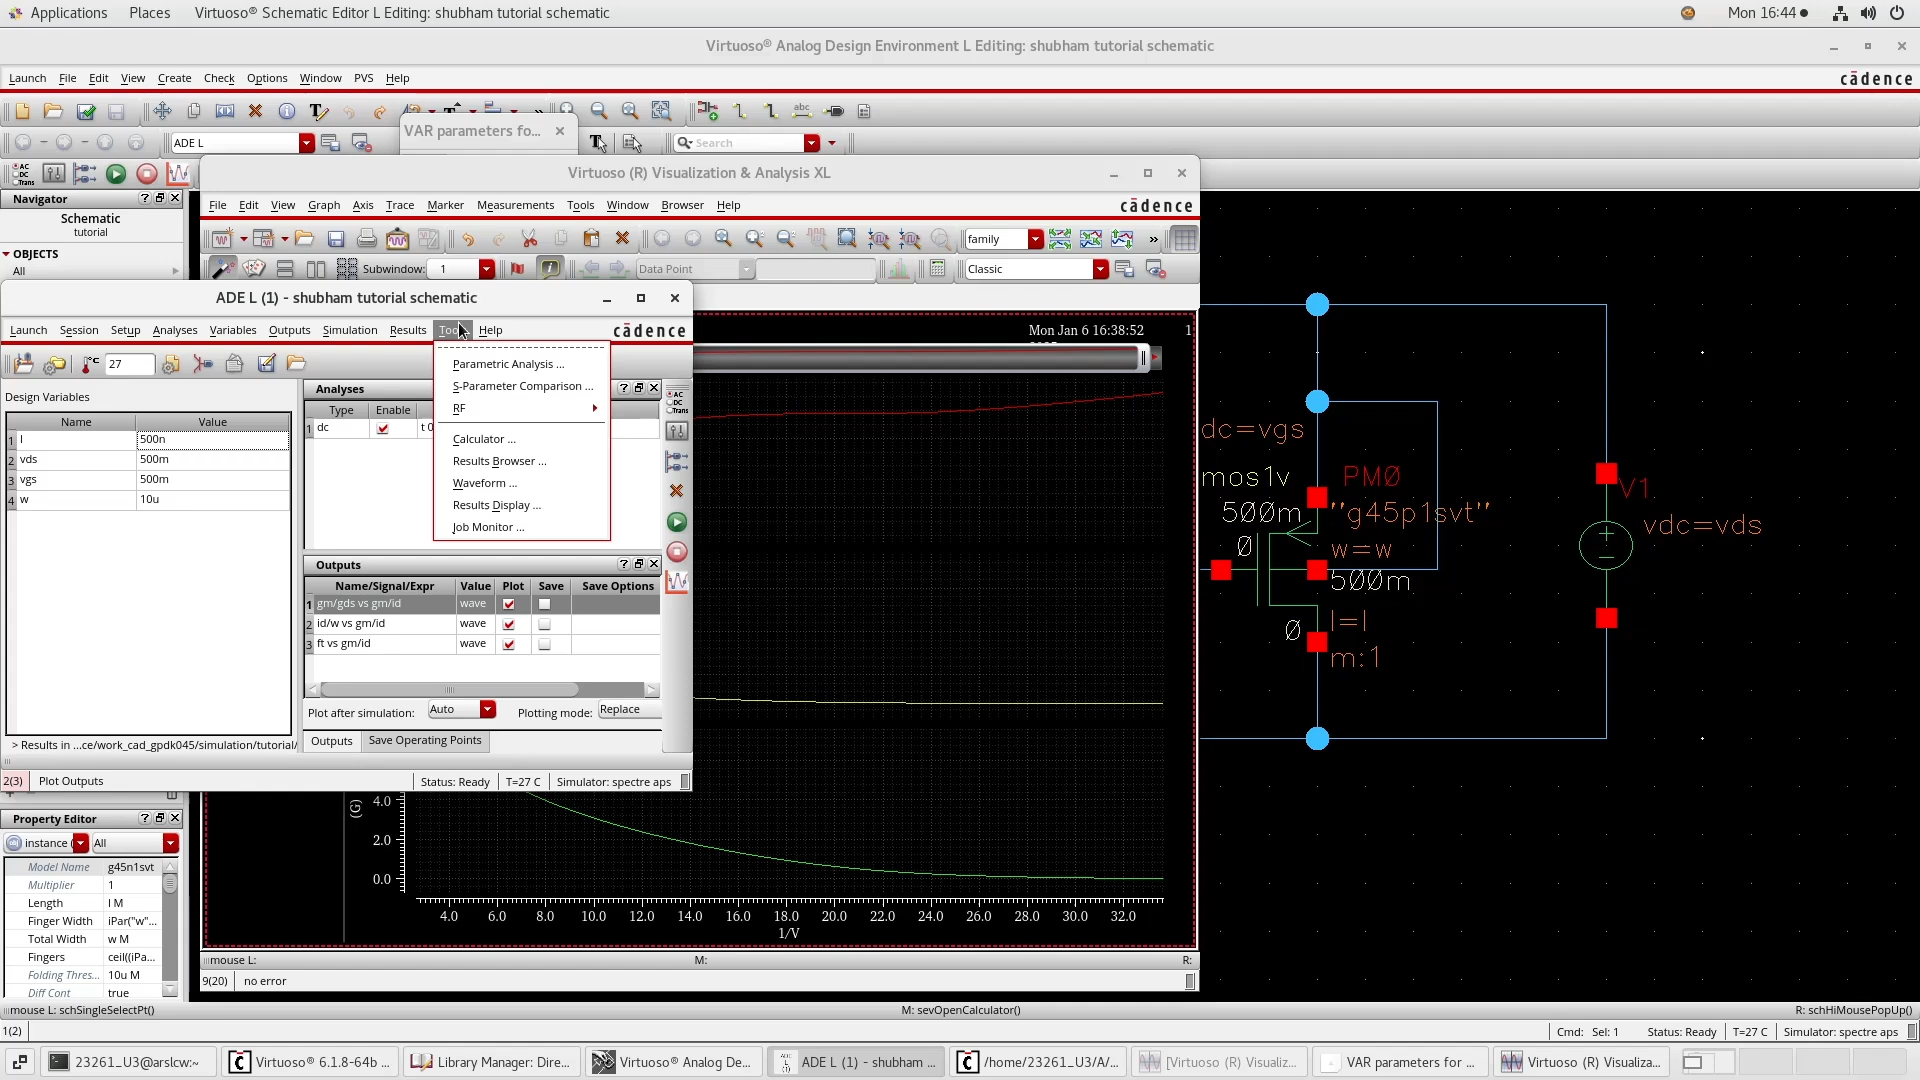 Applications Places Virtuoso® Schematic Editor L Editing: shubham tutorial schematic Mon 16:44
Virtuoso® Analog Design Environment L Editing: shubham tutorial schematic
Launch File Edit View Create Check Options Window PVS Help cādence
ADE L
VAR parameters fo...
Search
AC DC Trans
Virtuoso (R) Visualization & Analysis XL
Navigator
Schematic
tutorial
OBJECTS
All
File Edit View Graph Axis Trace Marker Measurements Tools Window Browser Help cādence
family
Subwindow: 1 Data Point Classic
ADE L (1) - shubham tutorial schematic
Launch Session Setup Analyses Variables Outputs Simulation Results Help cādence
27
Parametric Analysis ...
S-Parameter Comparison ...
RF
Calculator ...
Results Browser ...
Waveform ...
Results Display ...
Job Monitor ...
Design Variables
Name Value
1 l 500n
2 vds 500m
3 vgs 500m
4 w 10u
Analyses
Type Enable
1 dc t 0
AC DC Trans
Outputs
Name/Signal/Expr Value Plot Save Save Options
1 gm/gds vs gm/id wave
2 id/w vs gm/id wave
3 ft vs gm/id wave
Plot after simulation: Auto Plotting mode: Replace
> Results in ...ce/work_cad_gpdk045/simulation/tutorial/
Outputs Save Operating Points
2(3) Plot Outputs Status: Ready T=27 C Simulator: spectre aps
Mon Jan 6 16:38:52 1
(G)
4.0
2.0
0.0
4.0 6.0 8.0 10.0 12.0 14.0 16.0 18.0 20.0 22.0 24.0 26.0 28.0 30.0 32.0
1/V
mouse L: M: R:
9(20) no error
dc=vgs
mos1v PM0
V1
500m "g45p1svt"
vdc=vds
0 w=w
500m
l=l
0
m:1
Property Editor
instance ( All
Model Name g45n1svt
Multiplier 1
Length l M
Finger Width iPar("w"...
Total Width w M
Fingers ceil((iPa...
Folding Thres... 10u M
Diff Cont true
mouse L: schSingleSelectPt() M: sevOpenCalculator() R: schHiMousePopUp()
1(2) Cmd: Sel: 1 Status: Ready T=27 C Simulator: spectre aps
23261_U3@arslcw:~ Virtuoso® 6.1.8-64b ... Library Manager: Dire... Virtuoso® Analog De... ADE L (1) - shubham ... /home/23261_U3/A/... [Virtuoso (R) Visualiz... VAR parameters for ... Virtuoso (R) Visualiza...